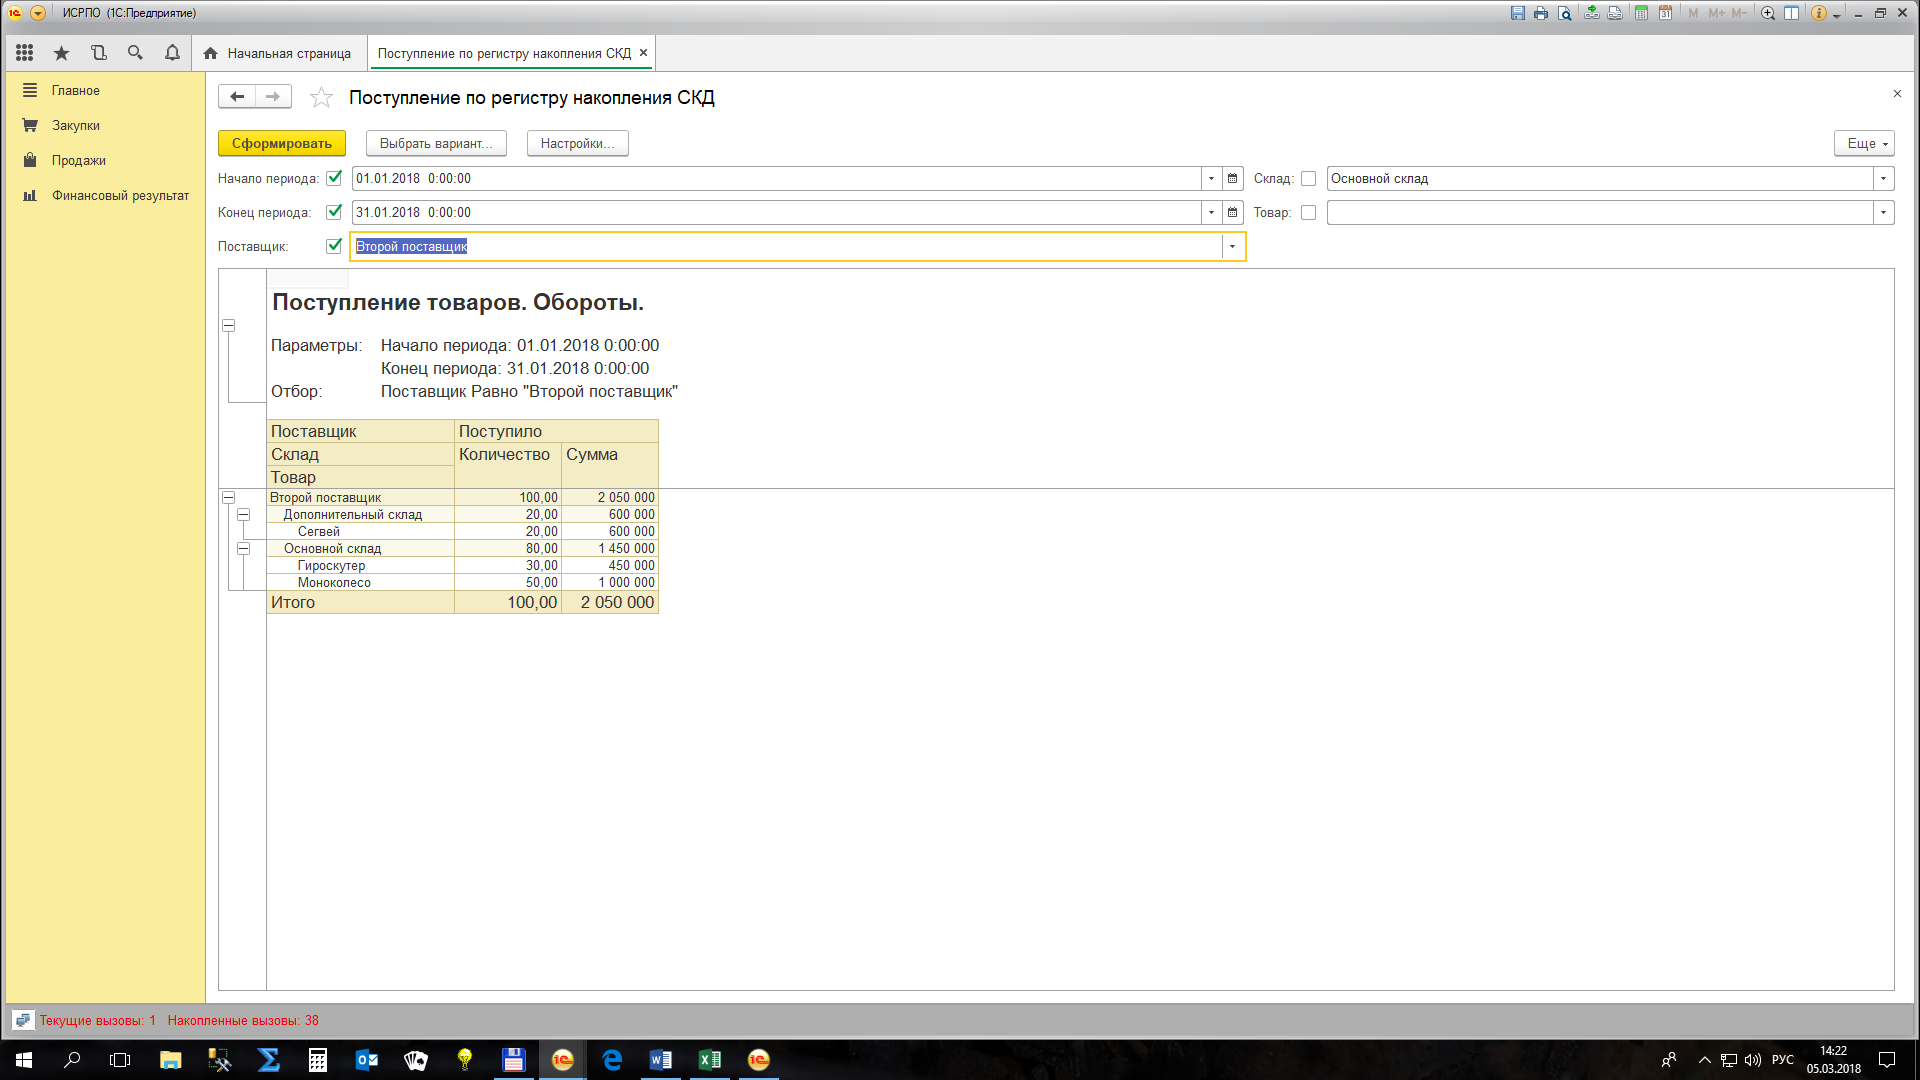 ИСРПО (1С:Предприятие)
M M+ M-
Начальная страница
Поступление по регистру накопления СКД
Главное
Закупки
Продажи
Финансовый результат
Поступление по регистру накопления СКД
Сформировать Выбрать вариант... Настройки... Еще
Начало периода: 01.01.2018 0:00:00 Склад: Основной склад
Конец периода: 31.01.2018 0:00:00 Товар:
Поставщик: Второй поставщик
Поступление товаров. Обороты.
Параметры: Начало периода: 01.01.2018 0:00:00
Конец периода: 31.01.2018 0:00:00
Отбор: Поставщик Равно "Второй поставщик"
Поставщик Поступило
Склад Количество Сумма
Товар
Второй поставщик 100,00 2 050 000
Дополнительный склад 20,00 600 000
Сегвей 20,00 600 000
Основной склад 80,00 1 450 000
Гироскутер 30,00 450 000
Моноколесо 50,00 1 000 000
Итого 100,00 2 050 000
Текущие вызовы: 1 Накопленные вызовы: 38
РУС
14:22
05.03.2018